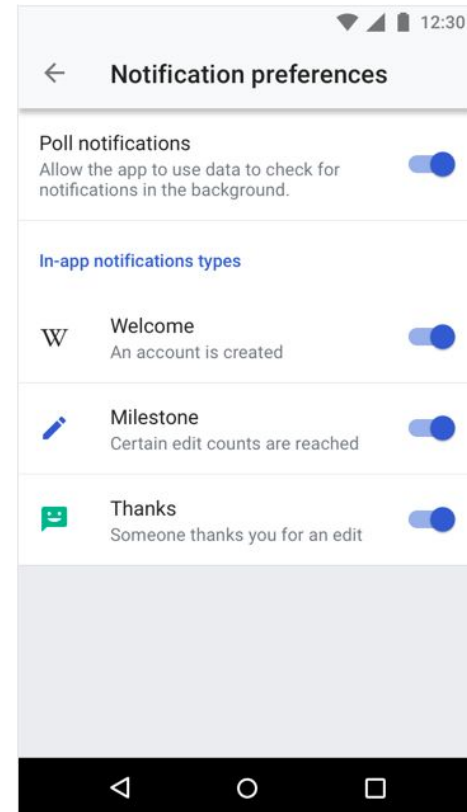 12:30
Notification preferences
Poll notifications
Allow the app to use data to check for
notifications in the background.
In-app notifications types
W
Welcome
An account is created
Milestone
Certain edit counts are reached
Thanks
Someone thanks you for an edit